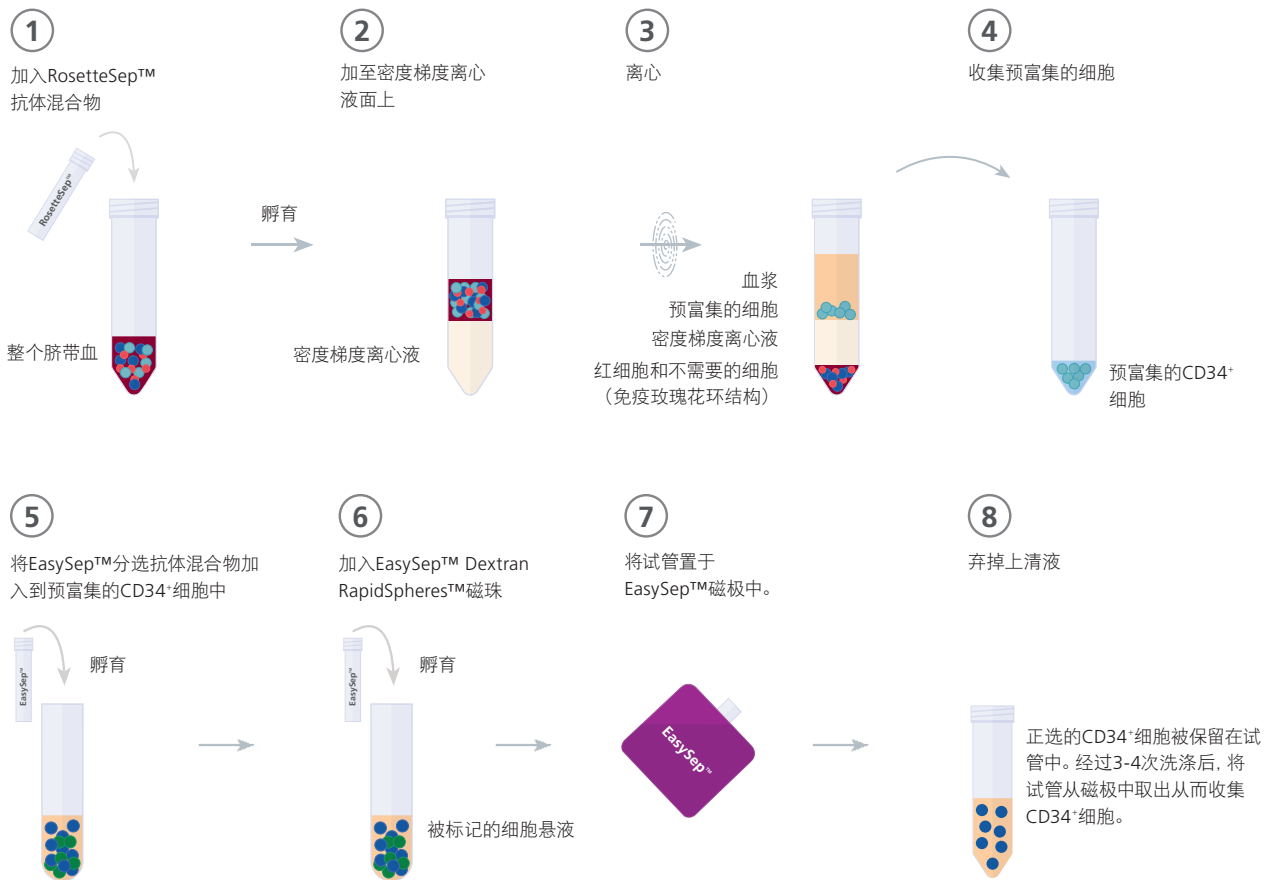 1
加入RosetteSep™
抗体混合物
2
加至密度梯度离心
液面上
3
离心
4
收集预富集的细胞
RosetteSep™
整个脐带血
孵育
密度梯度离心液
血浆
预富集的细胞
密度梯度离心液
红细胞和不需要的细胞
（免疫玫瑰花环结构）
预富集的CD34⁺
细胞
5
将EasySep™分选抗体混合物加
入到预富集的CD34⁺细胞中
6
加入EasySep™ Dextran
RapidSpheres™磁珠
7
将试管置于
EasySep™磁极中。
8
弃掉上清液
EasySep™
孵育
EasySep™
孵育
被标记的细胞悬液
EasySep™
正选的CD34⁺细胞被保留在试
管中。经过3-4次洗涤后, 将
试管从磁极中取出从而收集
CD34⁺细胞。